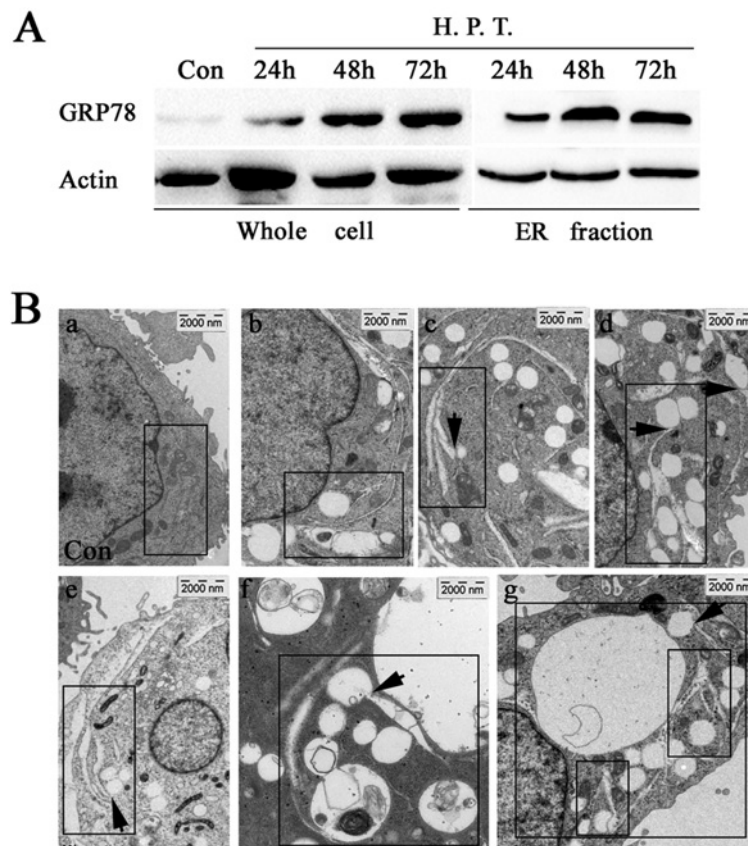 A
H. P. T.
Con 24h 48h 72h 24h 48h 72h
GRP78
Actin
Whole cell ER fraction
B
a 2000 nm
b 2000 nm
c 2000 nm
d 2000 nm
Con
e 2000 nm
f 2000 nm
g 2000 nm